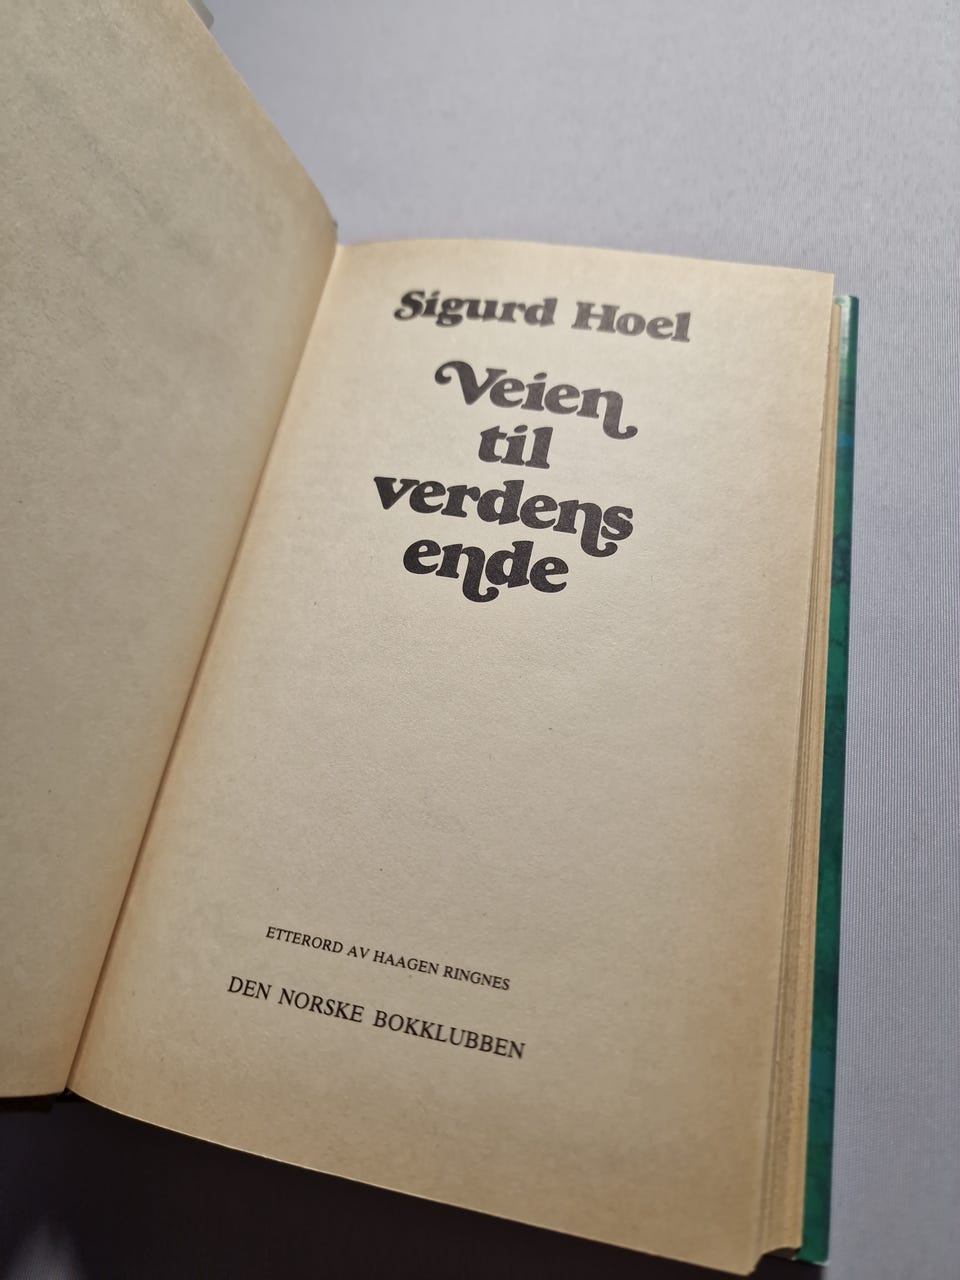 Sigurd Hoel
Veien
til
verdens
ende
ETTERORD AV HAAGEN RINGNES
DEN NORSKE BOKKLUBBEN